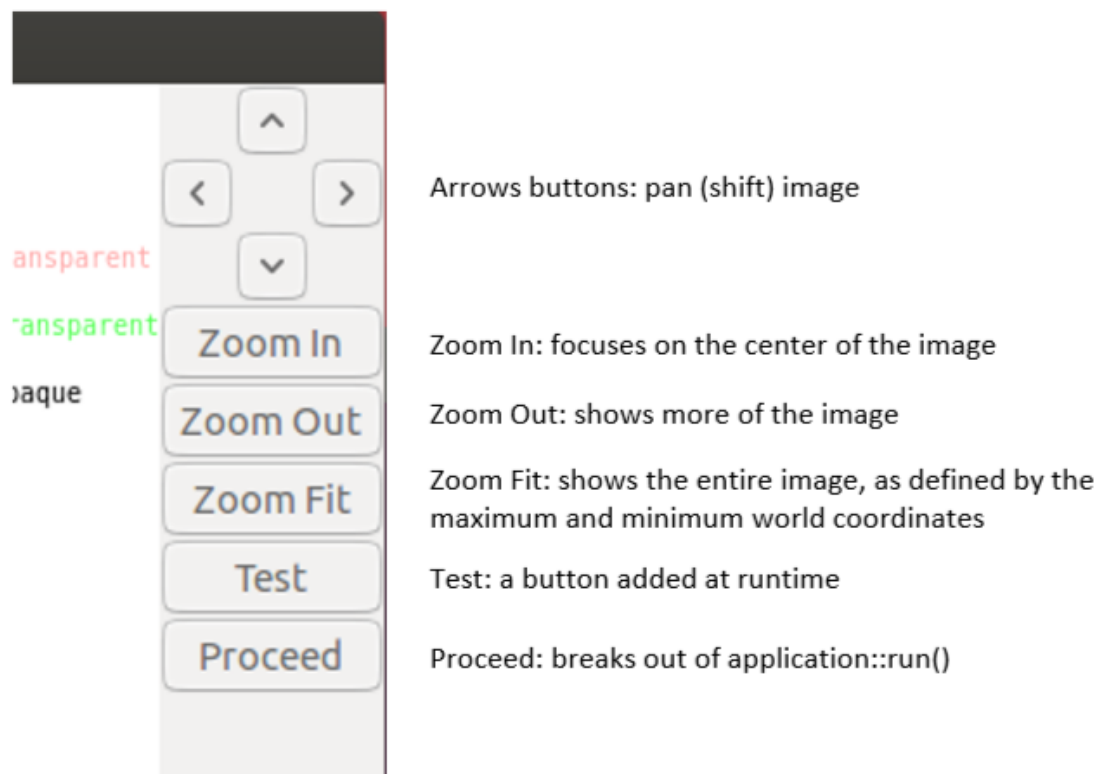 Arrows buttons: pan (shift) image
ansparent
ransparent
Zoom In
Zoom In: focuses on the center of the image
paque
Zoom Out
Zoom Out: shows more of the image
Zoom Fit
Zoom Fit: shows the entire image, as defined by the
maximum and minimum world coordinates
Test
Test: a button added at runtime
Proceed
Proceed: breaks out of application::run()